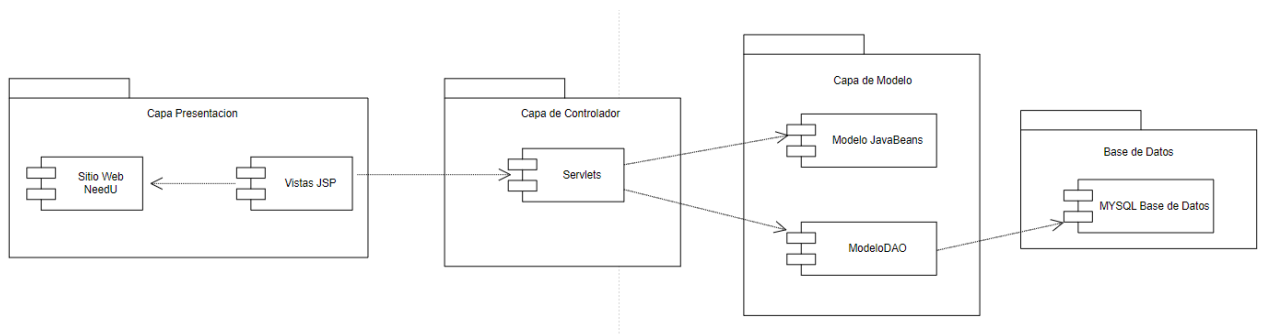 Capa Presentacion
Sitio Web
NeedU
Vistas JSP
Capa de Controlador
Servlets
Capa de Modelo
Modelo JavaBeans
ModeloDAO
Base de Datos
MYSQL Base de Datos